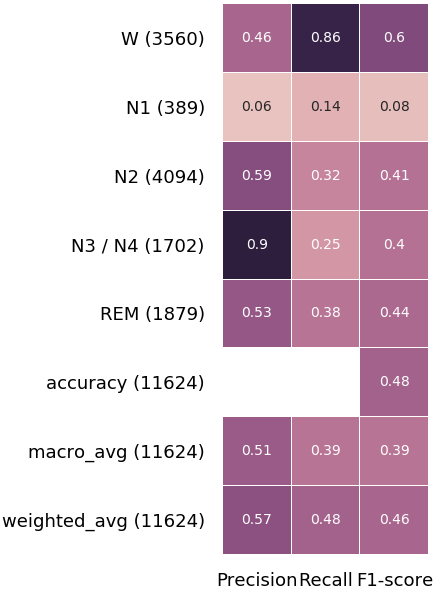 W (3560) 0.46 0.86 0.6
N1 (389) 0.06 0.14 0.08
N2 (4094) 0.59 0.32 0.41
N3 / N4 (1702) 0.9 0.25 0.4
REM (1879) 0.53 0.38 0.44
accuracy (11624) 0.48
macro_avg (11624) 0.51 0.39 0.39
weighted_avg (11624) 0.57 0.48 0.46
Precision Recall F1-score